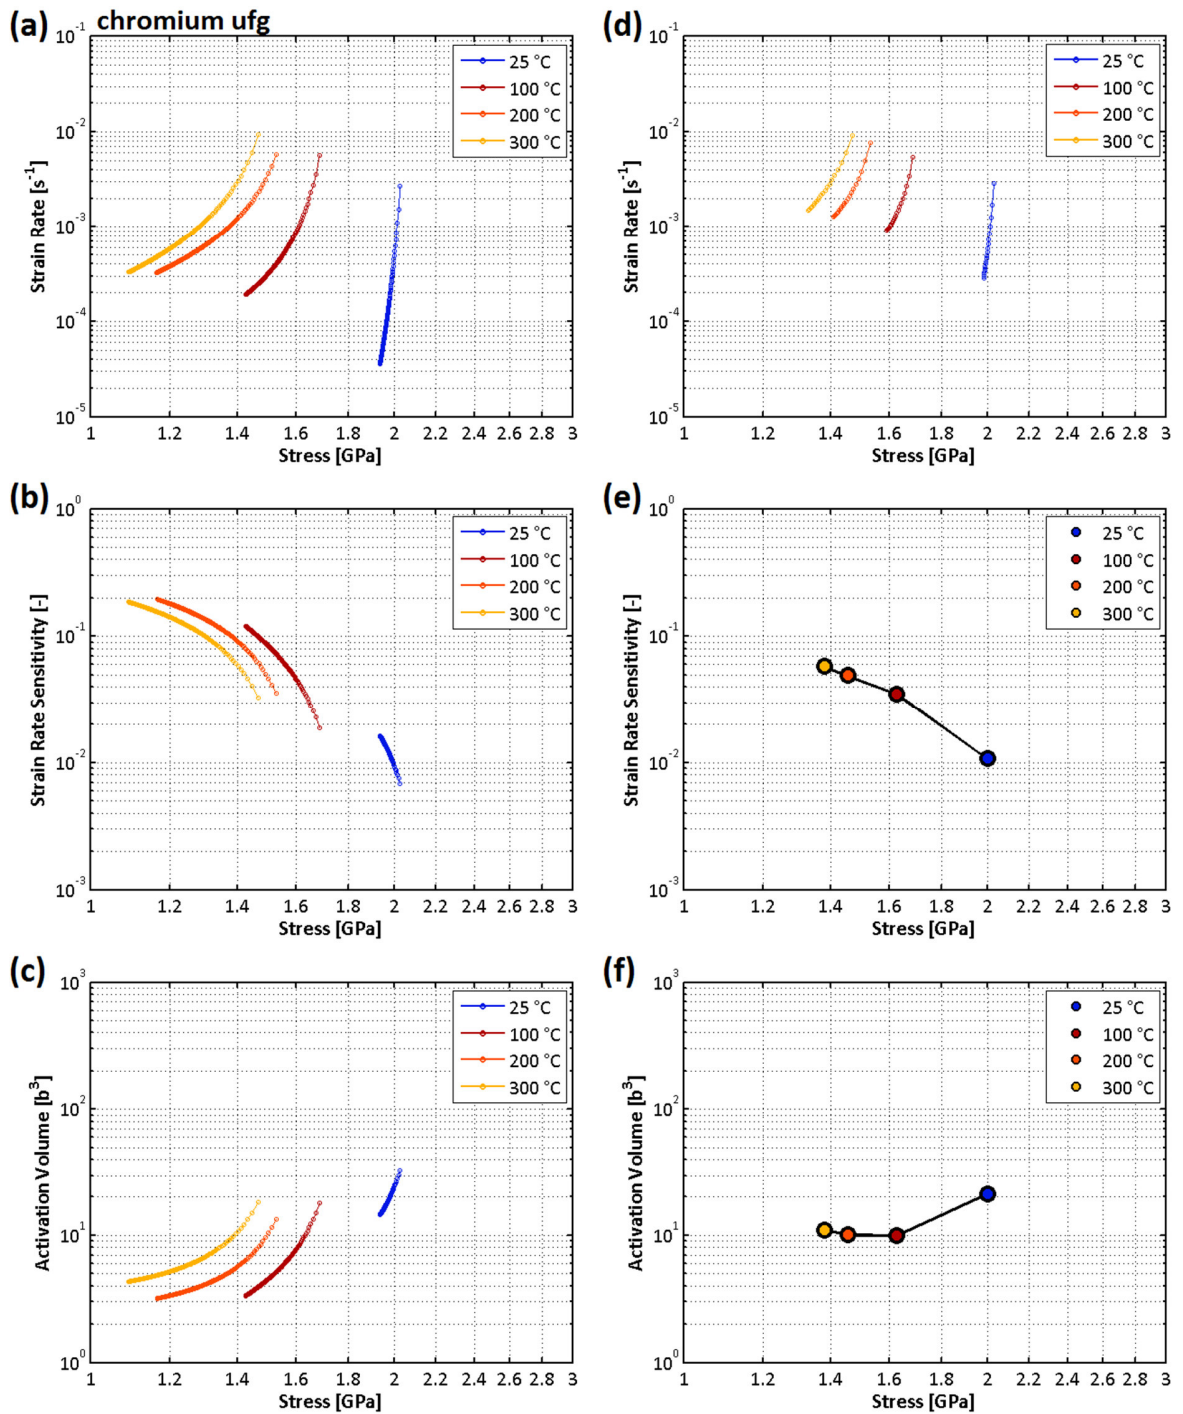 (a) chromium ufg
10^-1
10^-2
10^-3
10^-4
10^-5
Strain Rate [s^-1]
25 °C
100 °C
200 °C
300 °C
1 1.2 1.4 1.6 1.8 2 2.2 2.4 2.6 2.8 3
Stress [GPa]
(d)
10^-1
10^-2
10^-3
10^-4
10^-5
Strain Rate [s^-1]
25 °C
100 °C
200 °C
300 °C
1 1.2 1.4 1.6 1.8 2 2.2 2.4 2.6 2.8 3
Stress [GPa]
(b)
10^0
10^-1
10^-2
10^-3
Strain Rate Sensitivity [-]
25 °C
100 °C
200 °C
300 °C
1 1.2 1.4 1.6 1.8 2 2.2 2.4 2.6 2.8 3
Stress [GPa]
(e)
10^0
10^-1
10^-2
10^-3
Strain Rate Sensitivity [-]
25 °C
100 °C
200 °C
300 °C
1 1.2 1.4 1.6 1.8 2 2.2 2.4 2.6 2.8 3
Stress [GPa]
(c)
10^3
10^2
10^1
10^0
Activation Volume [b^3]
25 °C
100 °C
200 °C
300 °C
1 1.2 1.4 1.6 1.8 2 2.2 2.4 2.6 2.8 3
Stress [GPa]
(f)
10^3
10^2
10^1
10^0
Activation Volume [b^3]
25 °C
100 °C
200 °C
300 °C
1 1.2 1.4 1.6 1.8 2 2.2 2.4 2.6 2.8 3
Stress [GPa]